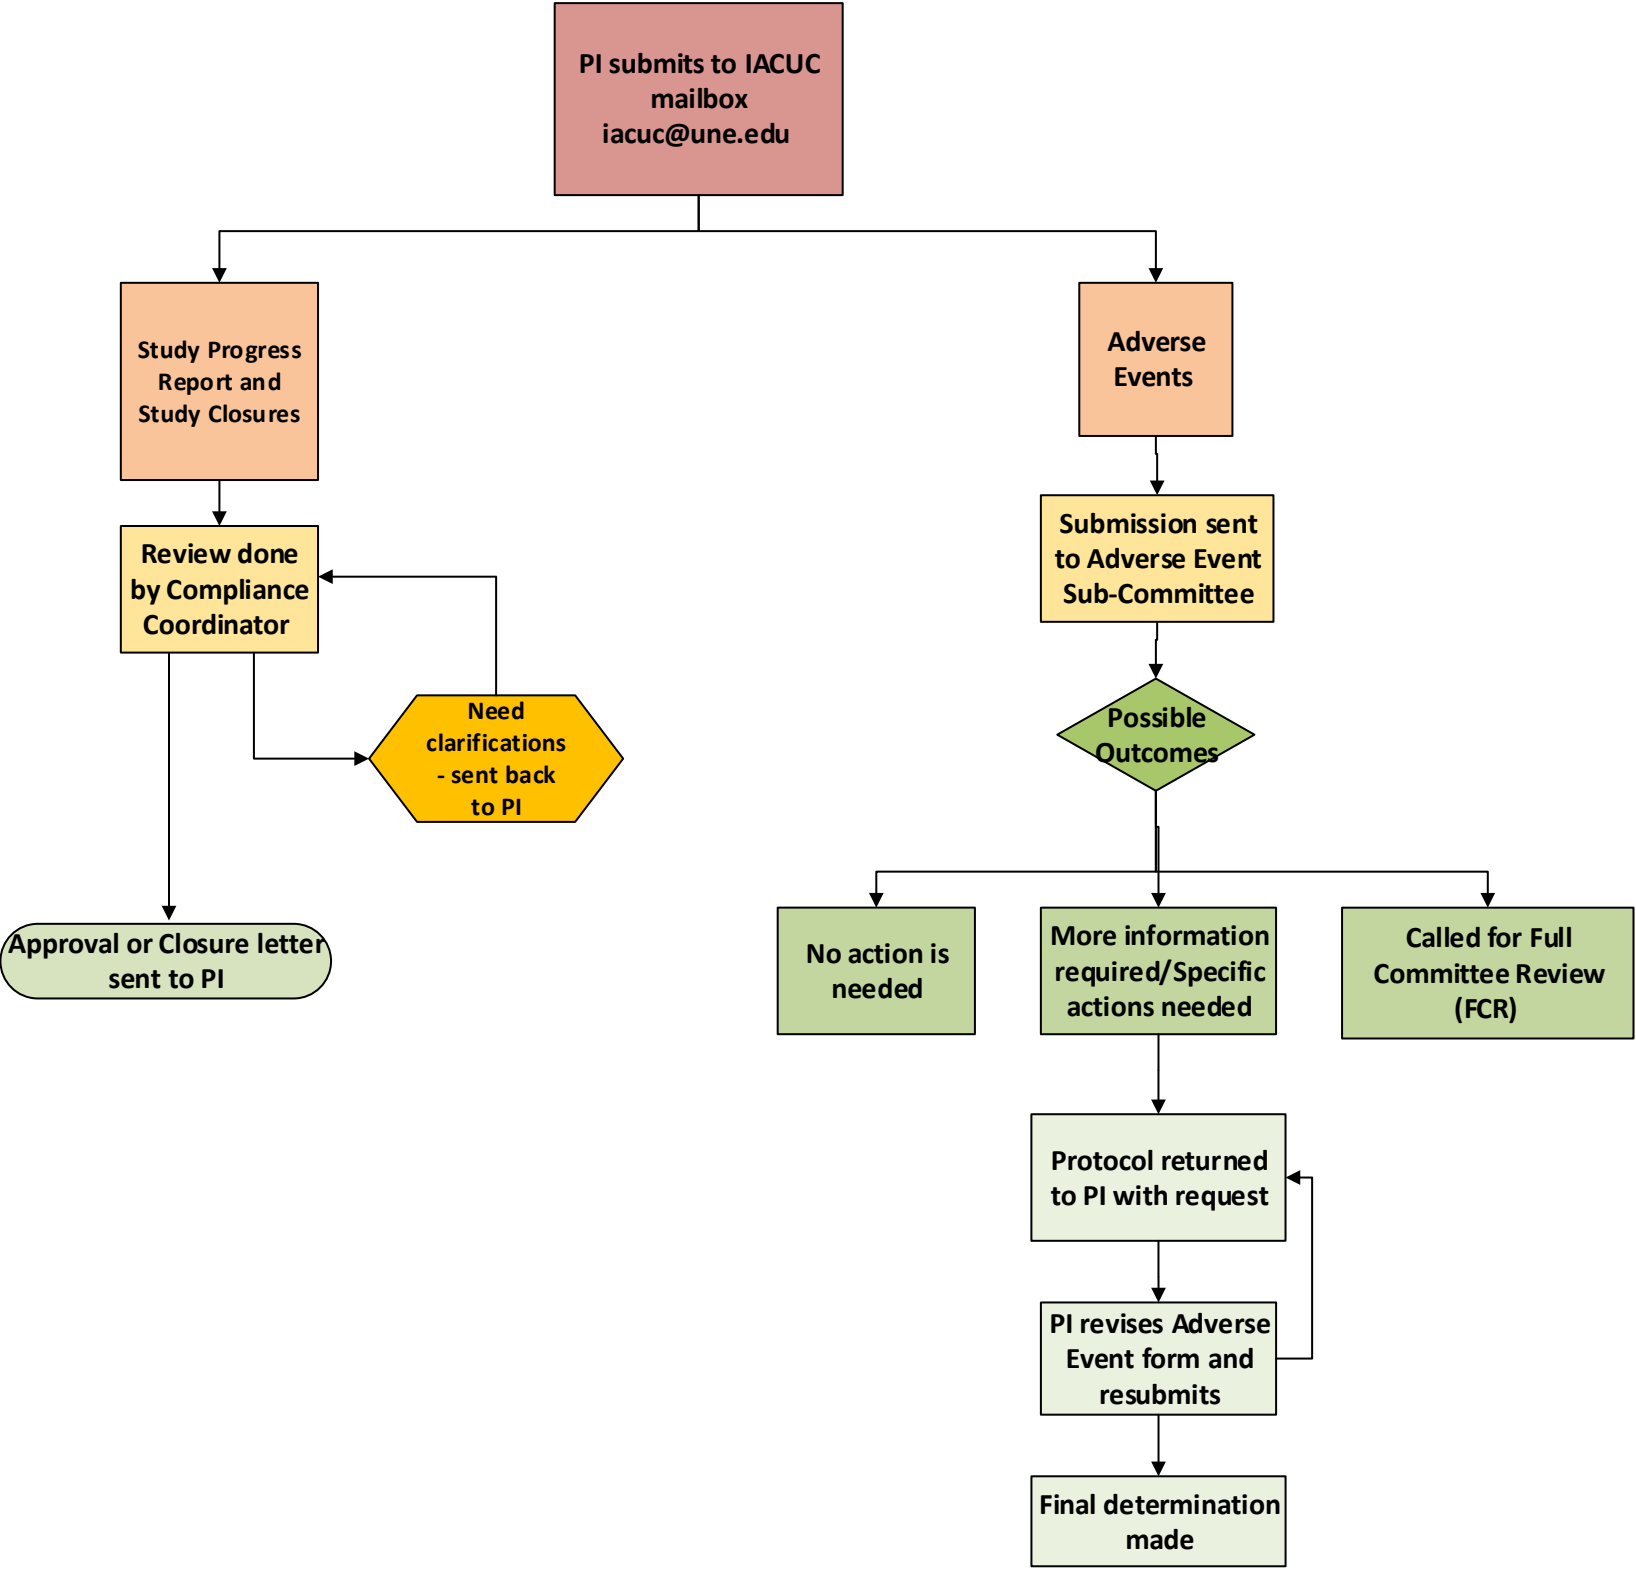 PI submits to IACUC
mailbox
iacuc@une.edu
Study Progress
Report and
Study Closures
Adverse
Events
Review done
by Compliance
Coordinator
Submission sent
to Adverse Event
Sub-Committee
Need
clarifications
- sent back
to PI
Possible
Outcomes
Approval or Closure letter
sent to PI
No action is
needed
More information
required/Specific
actions needed
Called for Full
Committee Review
(FCR)
Protocol returned
to PI with request
PI revises Adverse
Event form and
resubmits
Final determination
made